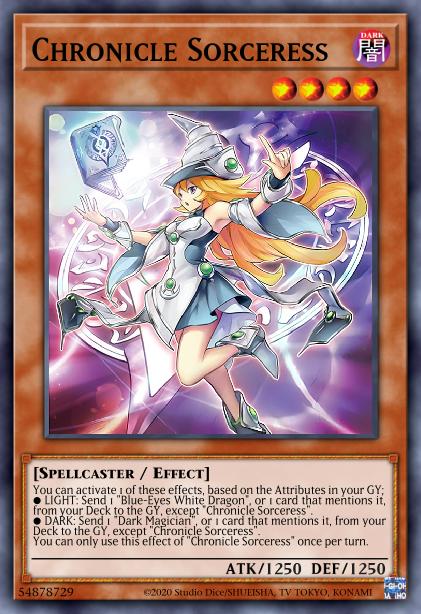 CHRONICLE SORCERESS
DARK
闇
[SPELLCASTER / EFFECT]
You can activate 1 of these effects, based on the Attributes in your GY;
● LIGHT: Send 1 "Blue-Eyes White Dragon", or 1 card that mentions it,
from your Deck to the GY, except "Chronicle Sorceress".
● DARK: Send 1 "Dark Magician", or 1 card that mentions it, from your
Deck to the GY, except "Chronicle Sorceress".
You can only use this effect of "Chronicle Sorceress" once per turn.
ATK/1250 DEF/1250
54878729
©2020 Studio Dice/SHUEISHA, TV TOKYO, KONAMI